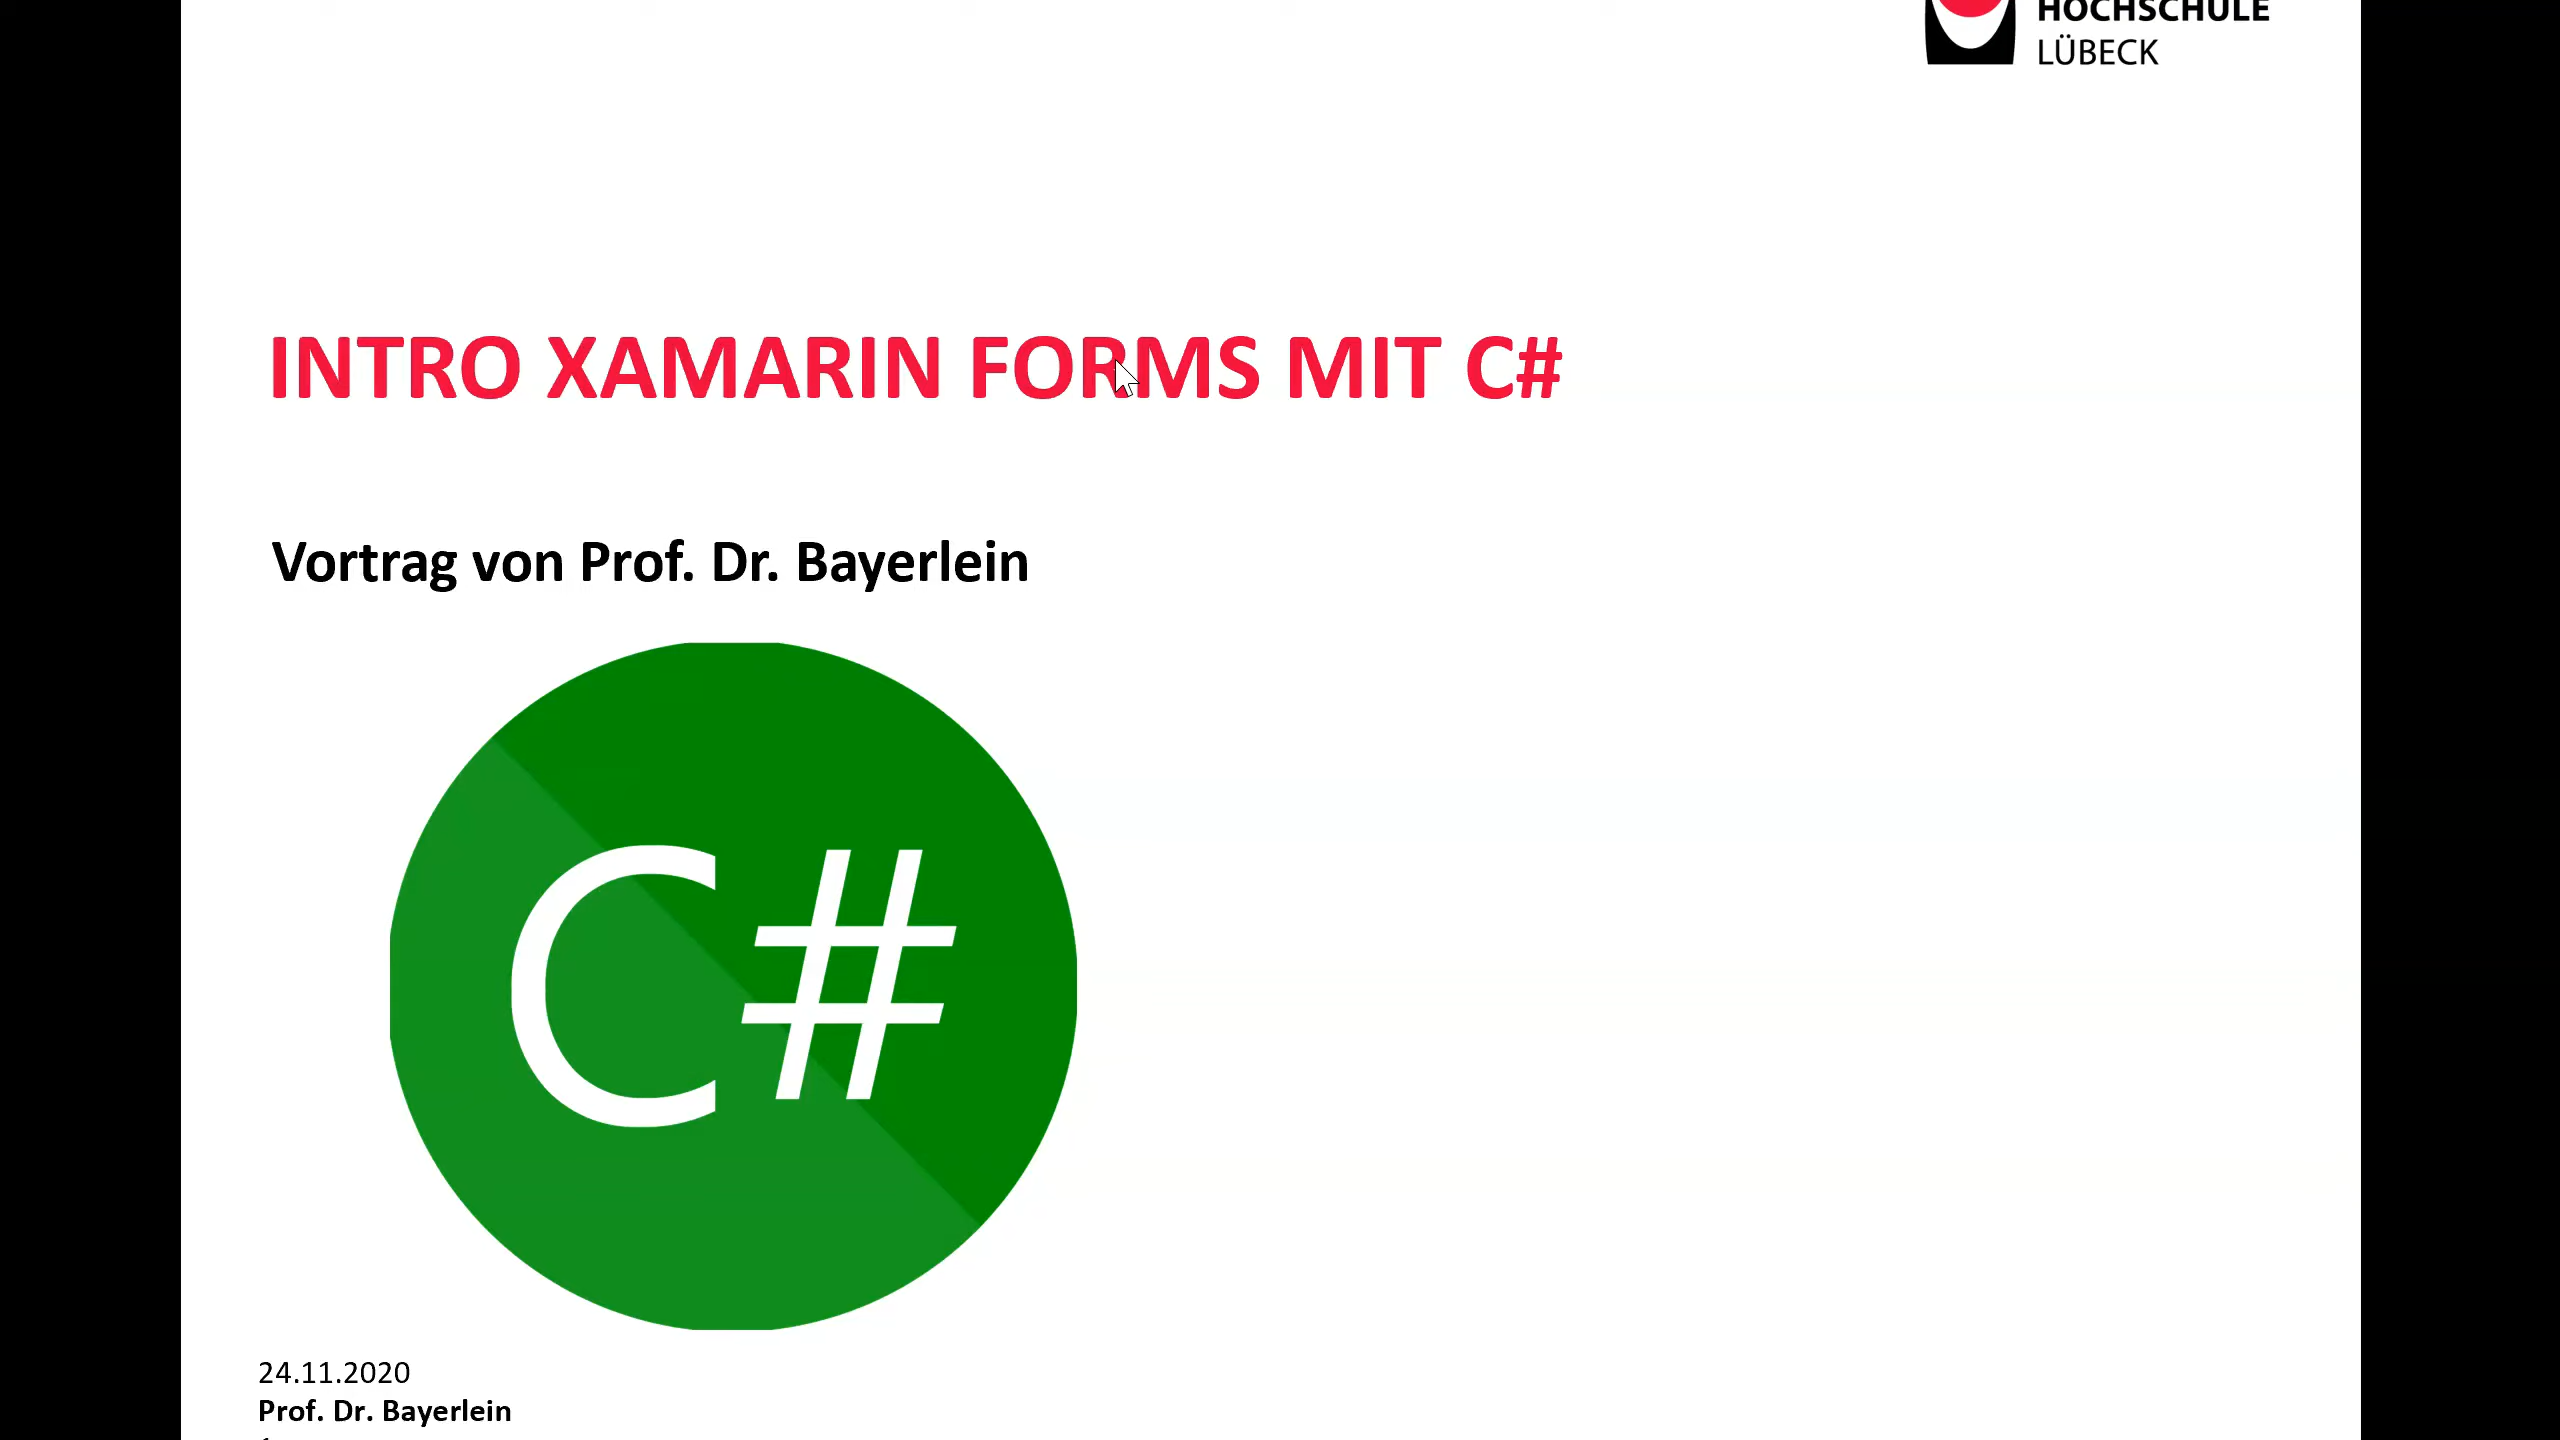 HOCHSCHULE
LÜBECK
INTRO XAMARIN FORMS MIT C#
Vortrag von Prof. Dr. Bayerlein
C#
24.11.2020
Prof. Dr. Bayerlein